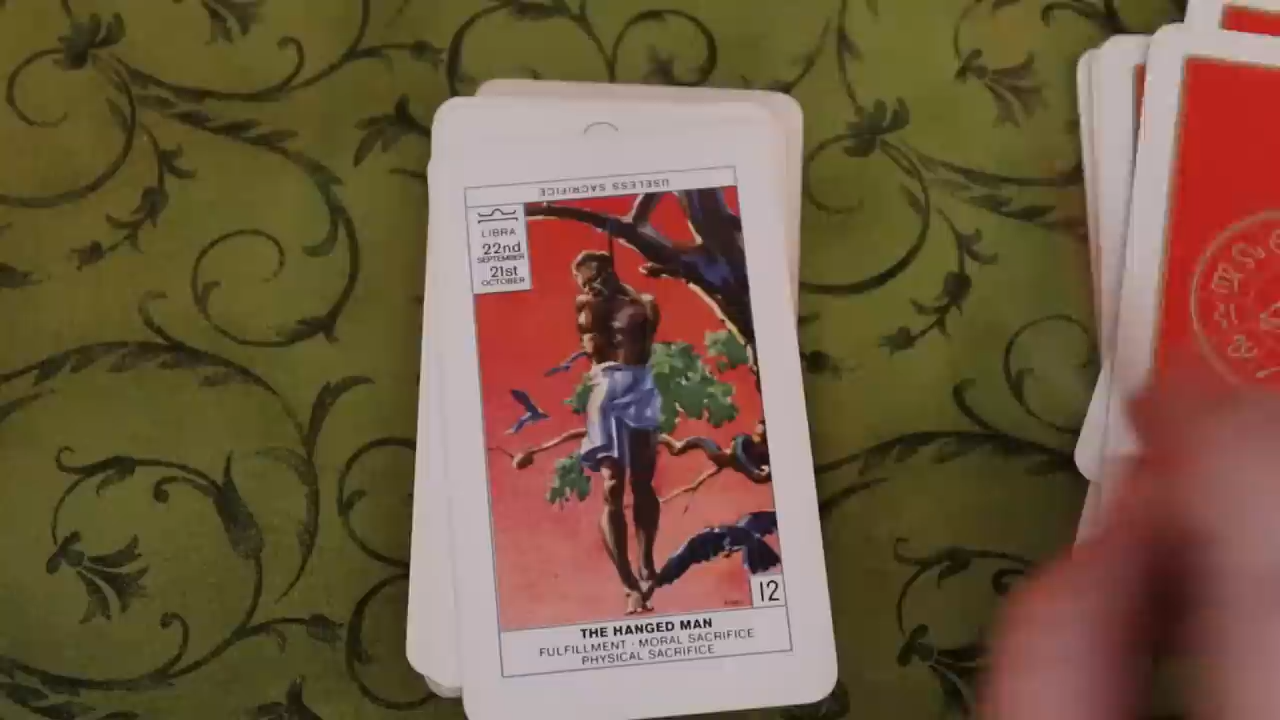 USELESS SACRIFICE
LIBRA
22nd
SEPTEMBER
21st
OCTOBER
12
THE HANGED MAN
FULFILLMENT · MORAL SACRIFICE
PHYSICAL SACRIFICE